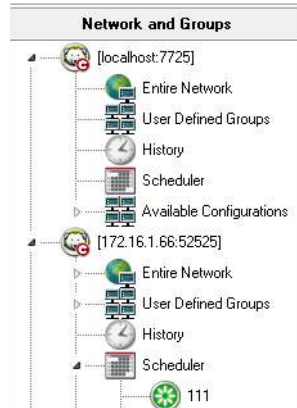 Network and Groups
[localhost:7725]
Entire Network
User Defined Groups
History
Scheduler
Available Configurations
[172.16.1.66:52525]
Entire Network
User Defined Groups
History
Scheduler
111